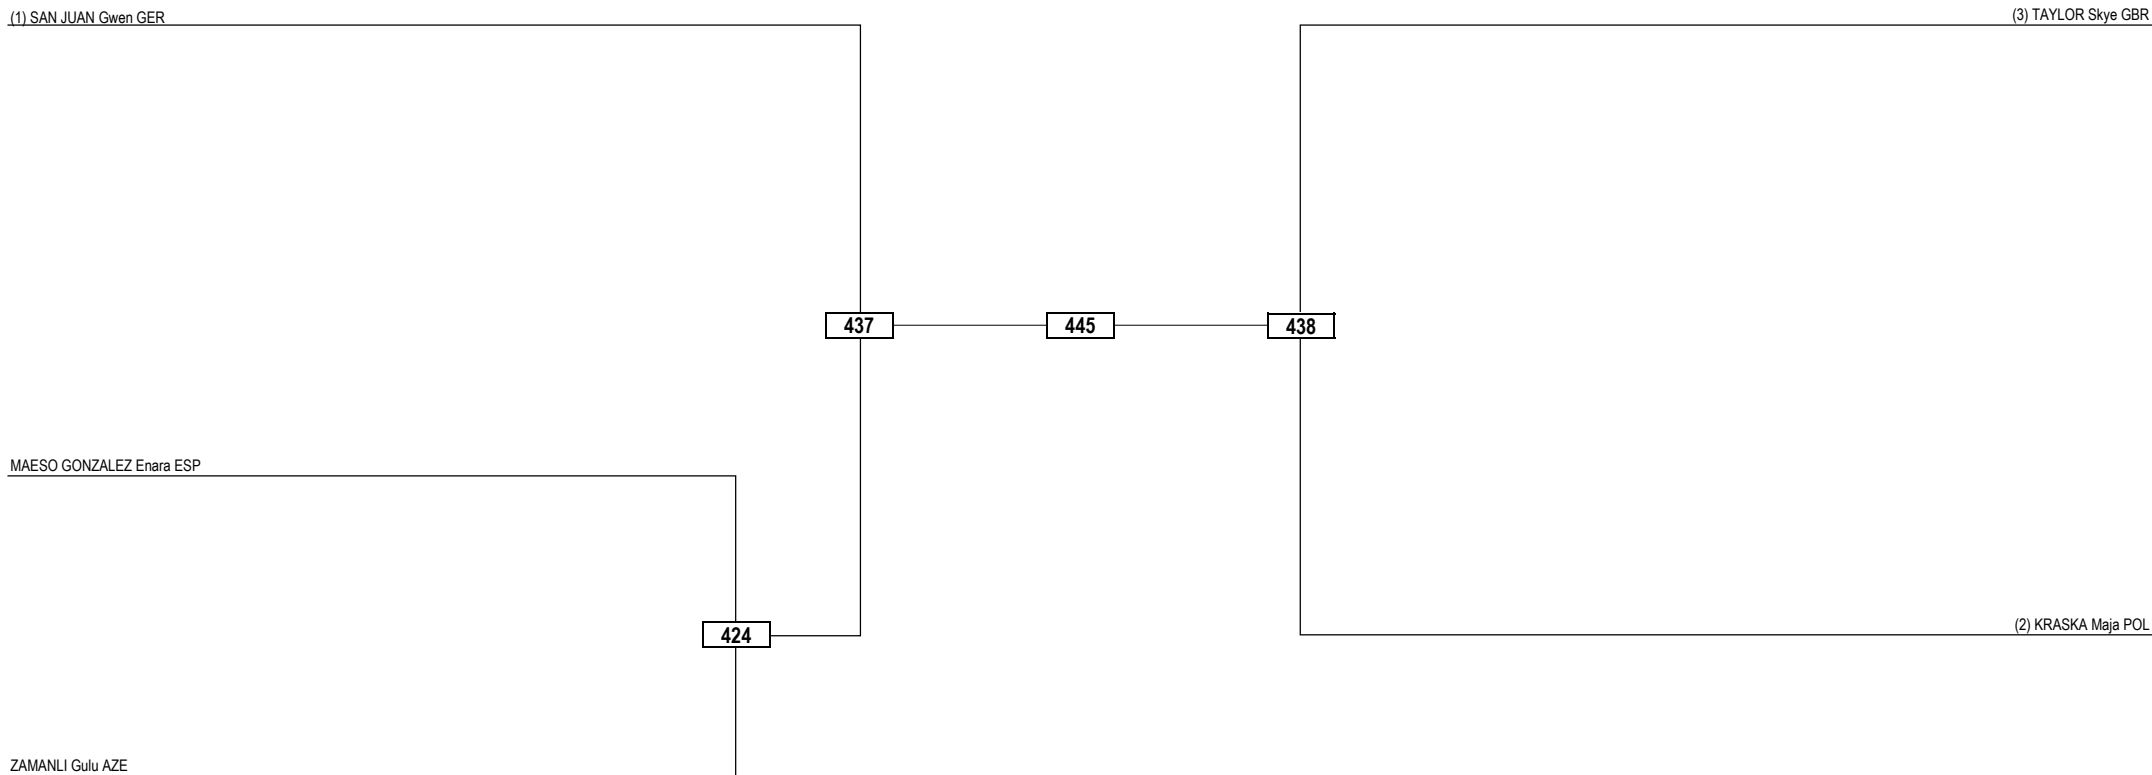 (1) SAN JUAN Gwen GER
(3) TAYLOR Skye GBR
437
445
438
MAESO GONZALEZ Enara ESP
(2) KRASKA Maja POL
424
ZAMANLI Gulu AZE